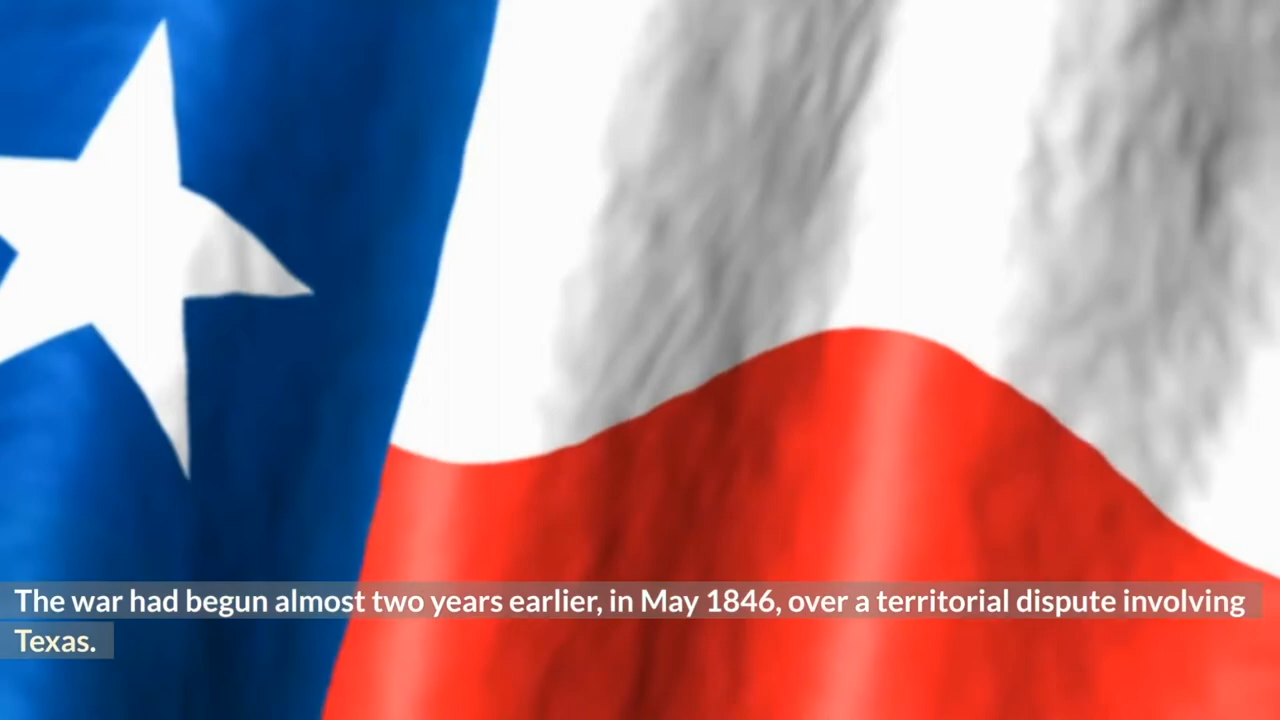 The war had begun almost two years earlier, in May 1846, over a territorial dispute involving
Texas.